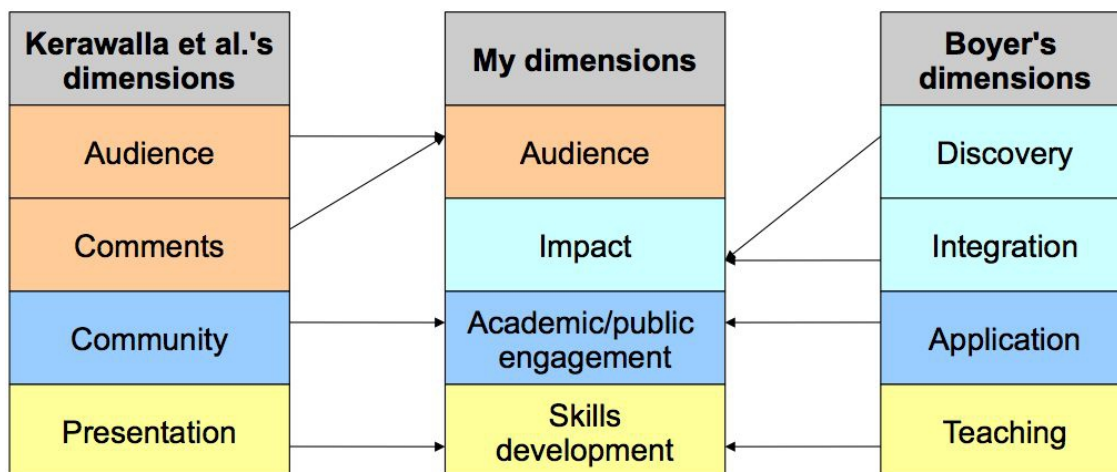 Kerawalla et al.'s
dimensions
Audience
Comments
Community
Presentation
My dimensions
Audience
Impact
Academic/public
engagement
Skills
development
Boyer's
dimensions
Discovery
Integration
Application
Teaching